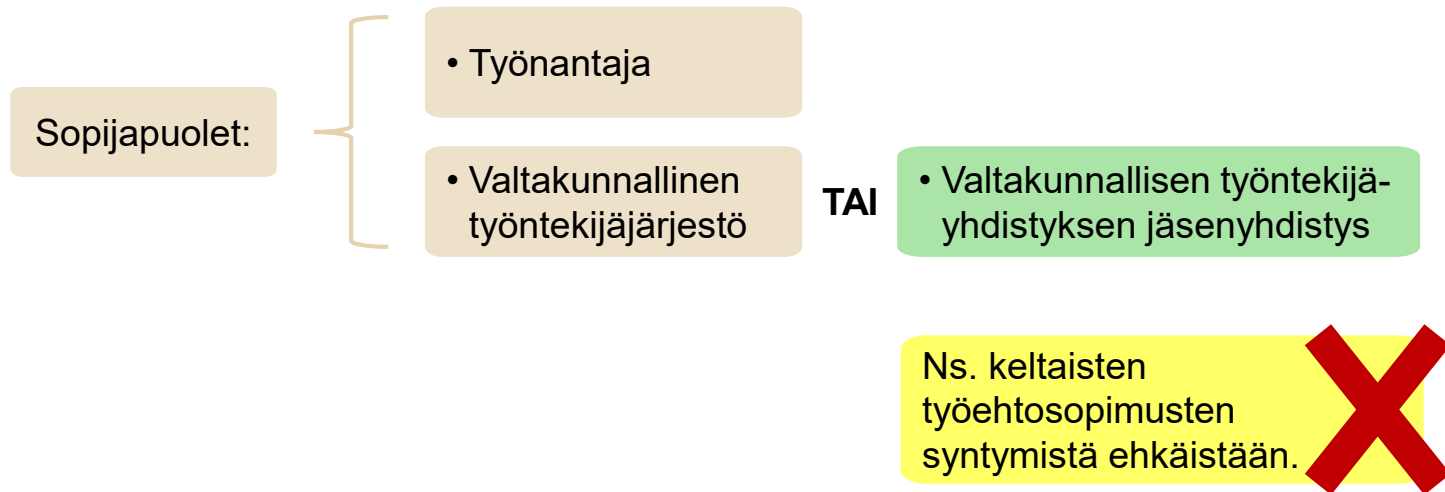 Sopijapuolet:
• Työnantaja
• Valtakunnallinen
työntekijäjärjestö
TAI
• Valtakunnallisen työntekijä-
yhdistyksen jäsenyhdistys
Ns. keltaisten
työehtosopimusten
syntymistä ehkäistään.